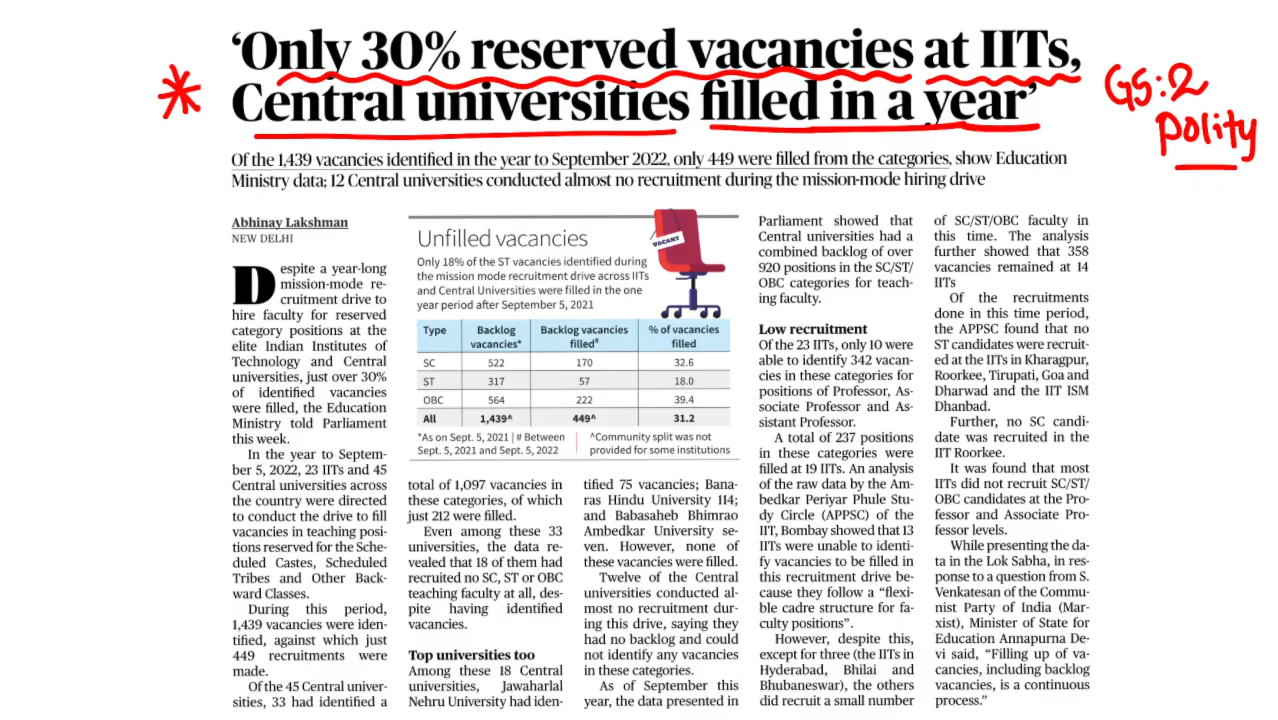 ‘Only 30% reserved vacancies at IITs,
Central universities filled in a year’
GS:2
Polity
Of the 1,439 vacancies identified in the year to September 2022, only 449 were filled from the categories, show Education
Ministry data; 12 Central universities conducted almost no recruitment during the mission-mode hiring drive
Abhinay Lakshman
NEW DELHI
Despite a year-long
mission-mode re-
cruitment drive to
hire faculty for reserved
category positions at the
elite Indian Institutes of
Technology and Central
universities, just over 30%
of identified vacancies
were filled, the Education
Ministry told Parliament
this week.
In the year to Septem-
ber 5, 2022, 23 IITs and 45
Central universities across
the country were directed
to conduct the drive to fill
vacancies in teaching posi-
tions reserved for the Sche-
duled Castes, Scheduled
Tribes and Other Back-
ward Classes.
During this period,
1,439 vacancies were iden-
tified, against which just
449 recruitments were
made.
Of the 45 Central univer-
sities, 33 had identified a
Unfilled vacancies
Only 18% of the ST vacancies identified during
the mission mode recruitment drive across IITs
and Central Universities were filled in the one
year period after September 5, 2021
VACANT
Type Backlog vacancies* Backlog vacancies filled# % of vacancies filled
SC 522 170 32.6
ST 317 57 18.0
OBC 564 222 39.4
All 1,439^ 449^ 31.2
*As on Sept. 5, 2021 | # Between
Sept. 5, 2021 and Sept. 5, 2022
^Community split was not
provided for some institutions
total of 1,097 vacancies in
these categories, of which
just 212 were filled.
Even among these 33
universities, the data re-
vealed that 18 of them had
recruited no SC, ST or OBC
teaching faculty at all, des-
pite having identified
vacancies.
Top universities too
Among these 18 Central
universities, Jawaharlal
Nehru University had iden-
tified 75 vacancies; Bana-
ras Hindu University 114;
and Babasaheb Bhimrao
Ambedkar University se-
ven. However, none of
these vacancies were filled.
Twelve of the Central
universities conducted al-
most no recruitment dur-
ing this drive, saying they
had no backlog and could
not identify any vacancies
in these categories.
As of September this
year, the data presented in
Parliament showed that
Central universities had a
combined backlog of over
920 positions in the SC/ST/
OBC categories for teach-
ing faculty.
Low recruitment
Of the 23 IITs, only 10 were
able to identify 342 vacan-
cies in these categories for
positions of Professor, As-
sociate Professor and As-
sistant Professor.
A total of 237 positions
in these categories were
filled at 19 IITs. An analysis
of the raw data by the Am-
bedkar Periyar Phule Stu-
dy Circle (APPSC) of the
IIT, Bombay showed that 13
IITs were unable to identi-
fy vacancies to be filled in
this recruitment drive be-
cause they follow a “flexi-
ble cadre structure for fa-
culty positions”.
However, despite this,
except for three (the IITs in
Hyderabad, Bhilai and
Bhubaneswar), the others
did recruit a small number
of SC/ST/OBC faculty in
this time. The analysis
further showed that 358
vacancies remained at 14
IITs
Of the recruitments
done in this time period,
the APPSC found that no
ST candidates were recruit-
ed at the IITs in Kharagpur,
Roorkee, Tirupati, Goa and
Dharwad and the IIT ISM
Dhanbad.
Further, no SC candi-
date was recruited in the
IIT Roorkee.
It was found that most
IITs did not recruit SC/ST/
OBC candidates at the Pro-
fessor and Associate Pro-
fessor levels.
While presenting the da-
ta in the Lok Sabha, in res-
ponse to a question from S.
Venkatesan of the Commu-
nist Party of India (Mar-
xist), Minister of State for
Education Annapurna De-
vi said, “Filling up of va-
cancies, including backlog
vacancies, is a continuous
process.”